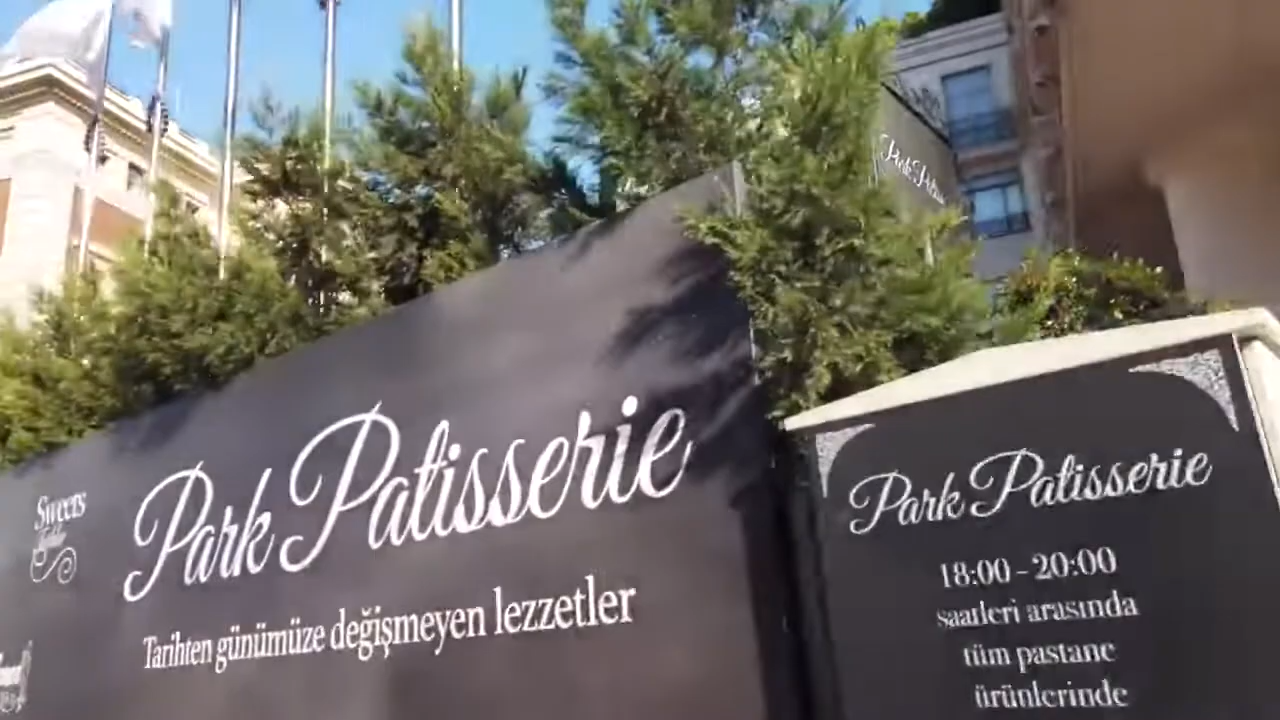 Park Patisserie
Sweets
Park Patisserie
Tarihten günümüze değişmeyen lezzetler
Park Patisserie
18:00 - 20:00
saatleri arasında
tüm pastane
ürünlerinde